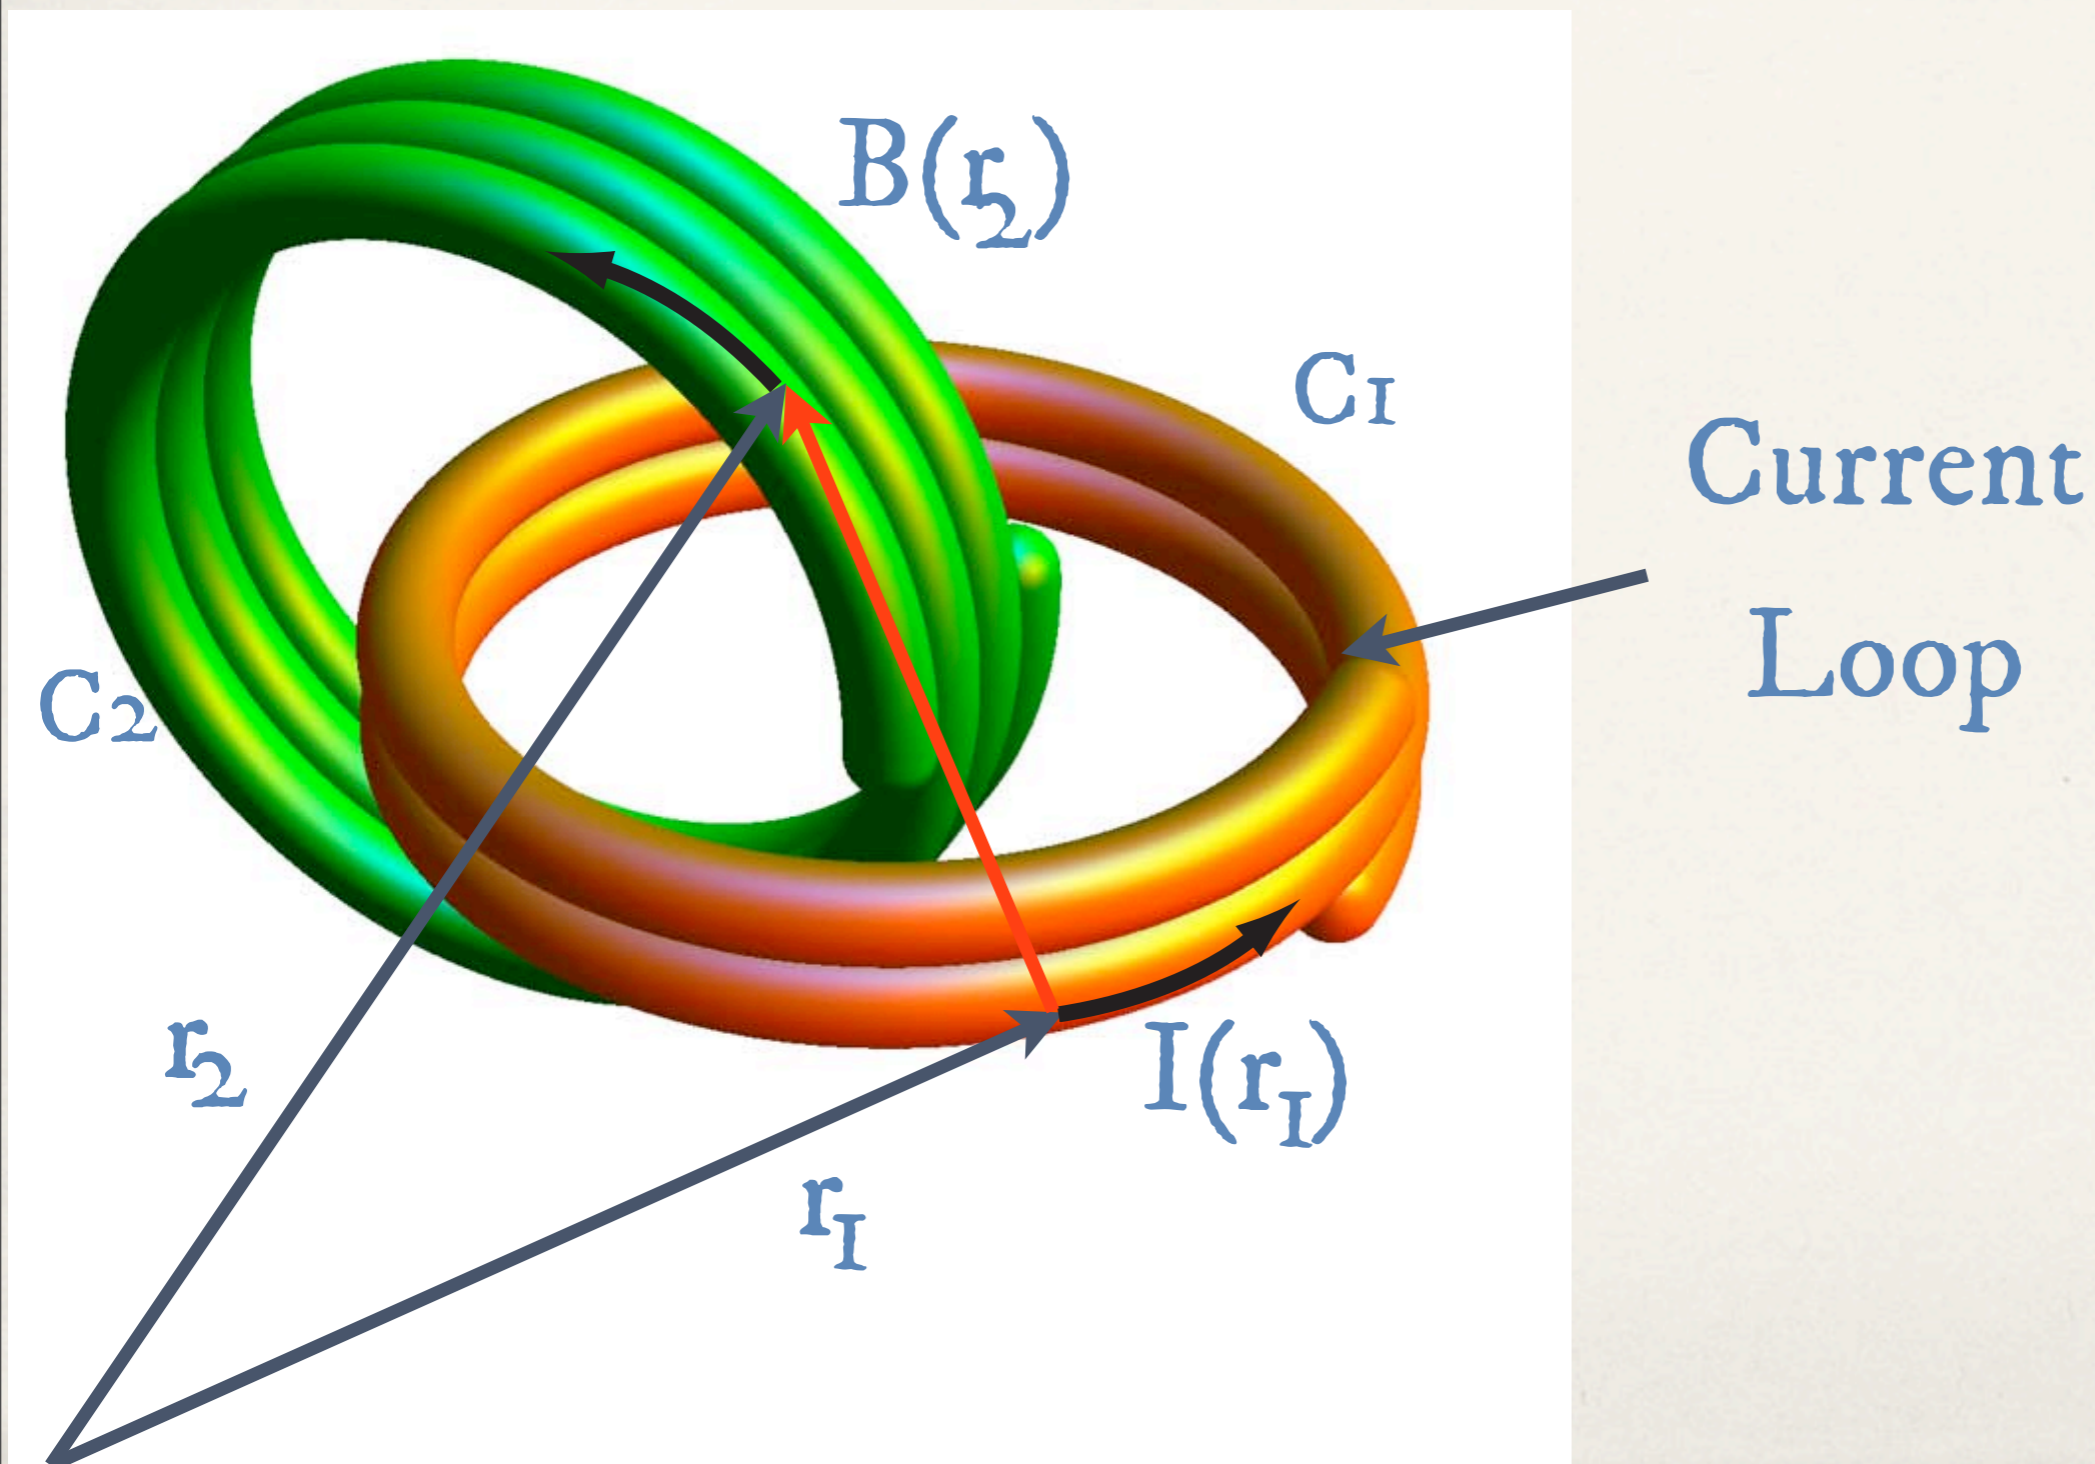 B(r₂)
C1
Current
Loop
C2
r₂
I(r₁)
r₁